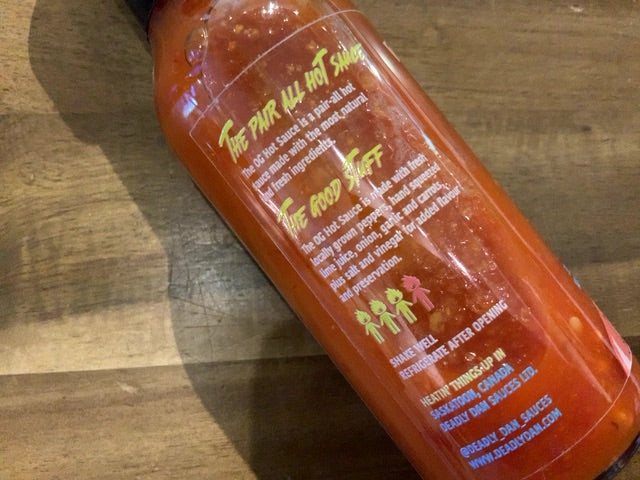 THE PAIR ALL HOT SAUCE
The OG Hot Sauce is a pair-all hot
sauce made with the most natural
and fresh ingredients.
THE GOOD STUFF
The OG Hot Sauce is made with fresh
locally grown peppers, hand squeezed
lime juice, onion, garlic and carrots,
plus salt and vinegar for added flavour
and preservation.
SHAKE WELL
REFRIGERATE AFTER OPENING
HEATIN' THINGS-UP IN
SASKATOON, CANADA
DEADLY DAN SAUCES LTD.
@DEADLY_DAN_SAUCES
WWW.DEADLYDAN.COM